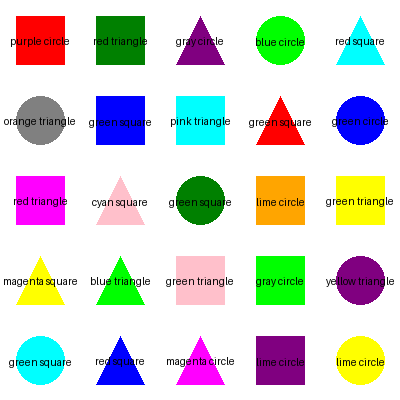 purple circle red triangle gray circle blue circle red square
orange triangle green square pink triangle green square green circle
red triangle cyan square green square lime circle green triangle
magenta square blue triangle green triangle gray circle yellow triangle
green square red square magenta circle lime circle lime circle